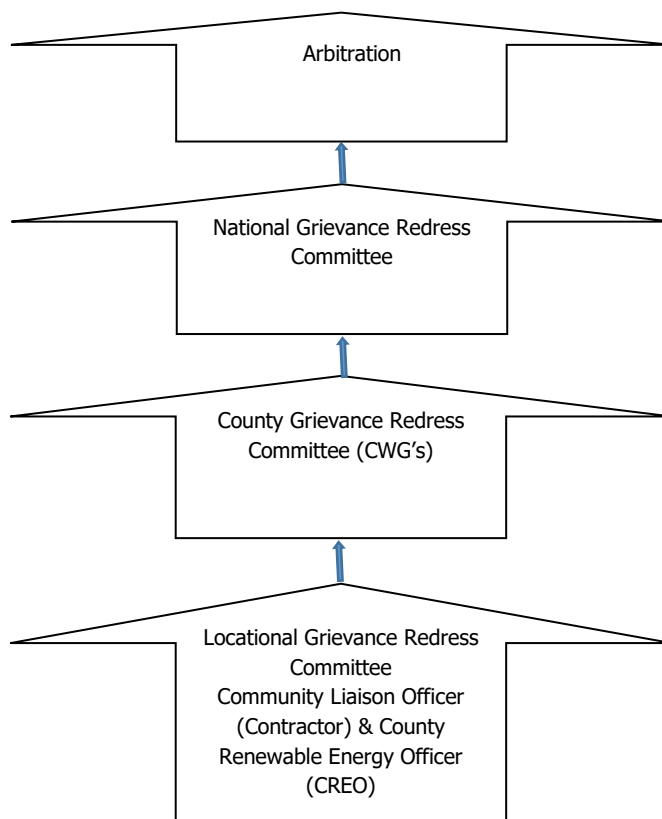 Arbitration
National Grievance Redress
Committee
County Grievance Redress
Committee (CWG’s)
Locational Grievance Redress
Committee
Community Liaison Officer
(Contractor) & County
Renewable Energy Officer
(CREO)